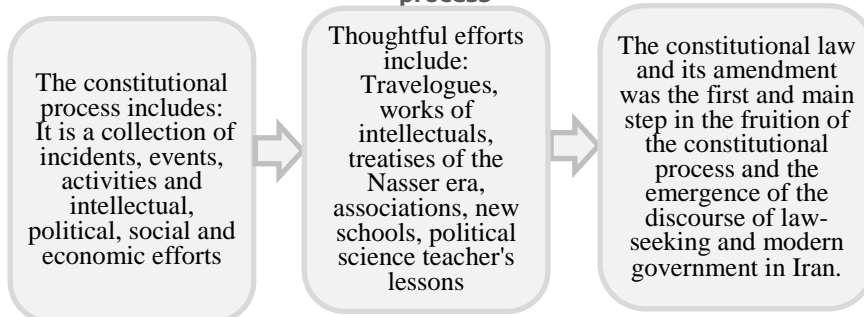 process
The constitutional
process includes:
It is a collection of
incidents, events,
activities and
intellectual,
political, social and
economic efforts
Thoughtful efforts
include:
Travelogues,
works of
intellectuals,
treatises of the
Nasser era,
associations, new
schools, political
science teacher's
lessons
The constitutional law
and its amendment
was the first and main
step in the fruition of
the constitutional
process and the
emergence of the
discourse of law-
seeking and modern
government in Iran.